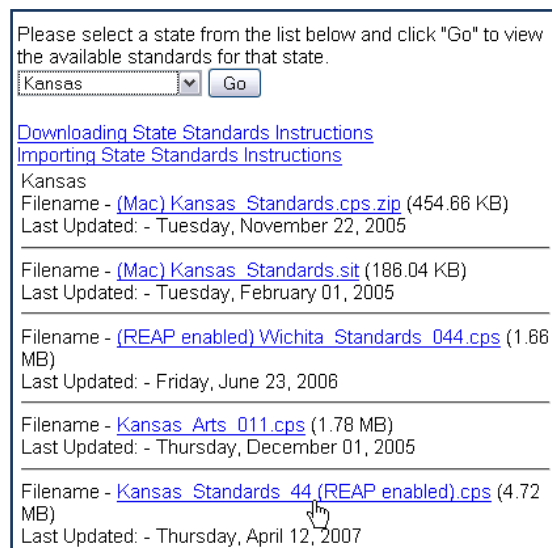 Please select a state from the list below and click "Go" to view
the available standards for that state.
Kansas Go
Downloading State Standards Instructions
Importing State Standards Instructions
Kansas
Filename - (Mac) Kansas_Standards.cps.zip (454.66 KB)
Last Updated: - Tuesday, November 22, 2005
Filename - (Mac) Kansas_Standards.sit (186.04 KB)
Last Updated: - Tuesday, February 01, 2005
Filename - (REAP enabled) Wichita_Standards_044.cps (1.66
MB)
Last Updated: - Friday, June 23, 2006
Filename - Kansas_Arts_011.cps (1.78 MB)
Last Updated: - Thursday, December 01, 2005
Filename - Kansas_Standards_44 (REAP enabled).cps (4.72
MB)
Last Updated: - Thursday, April 12, 2007